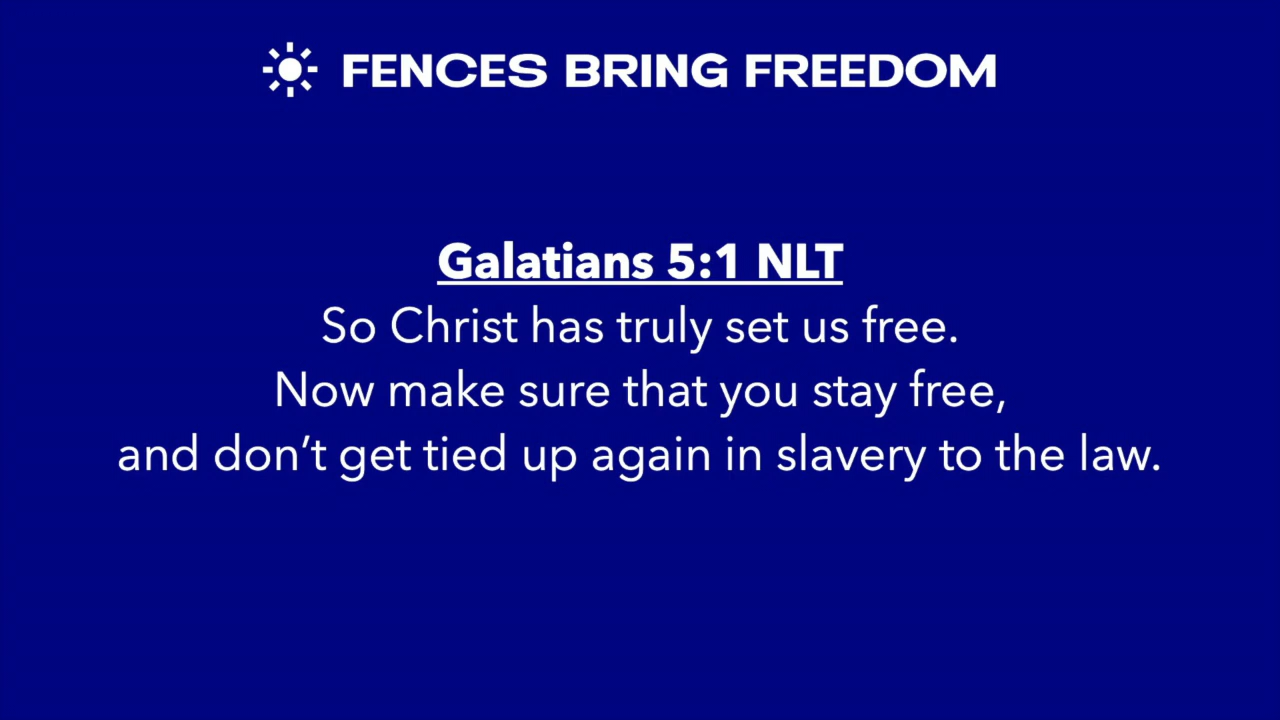 FENCES BRING FREEDOM
Galatians 5:1 NLT
So Christ has truly set us free.
Now make sure that you stay free,
and don’t get tied up again in slavery to the law.